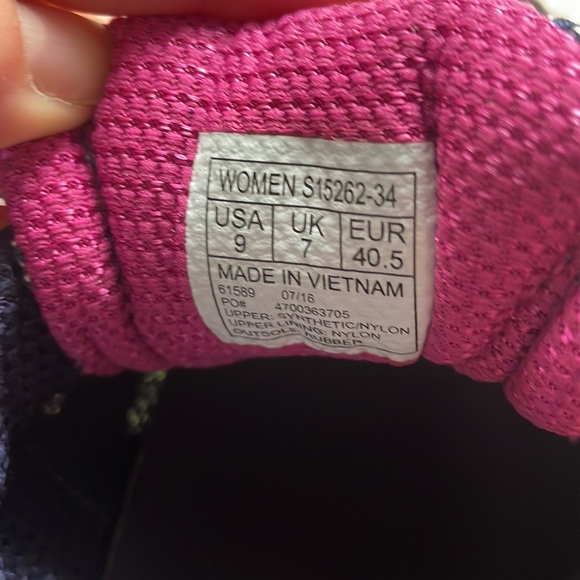 WOMEN S15262-34
USA UK EUR
9 7 40.5
MADE IN VIETNAM
61589 07/16
PO# 4700363705
UPPER: SYNTHETIC/NYLON
UPPER LINING: NYLON
OUTSOLE: RUBBER